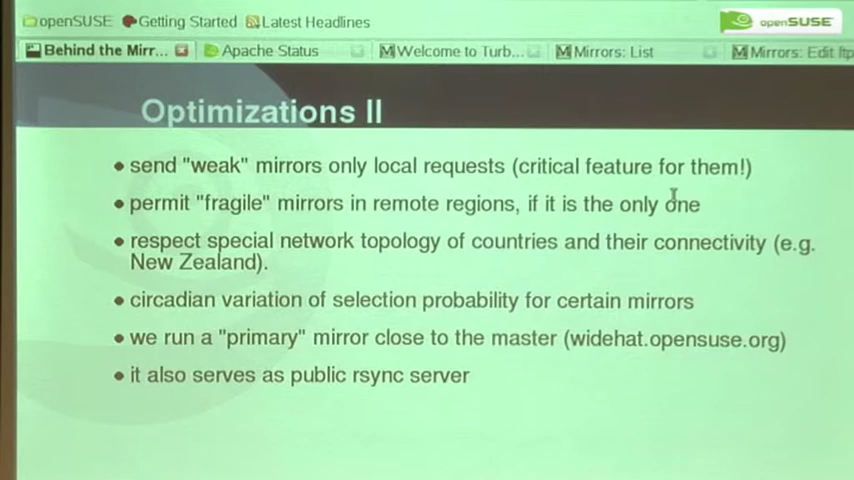 openSUSE Getting Started Latest Headlines
openSUSE
Behind the Mirr... Apache Status Welcome to Turb... Mirrors: List Mirrors: Edit ftp
Optimizations II
• send "weak" mirrors only local requests (critical feature for them!)
• permit "fragile" mirrors in remote regions, if it is the only one
• respect special network topology of countries and their connectivity (e.g.
New Zealand).
• circadian variation of selection probability for certain mirrors
• we run a "primary" mirror close to the master (widehat.opensuse.org)
• it also serves as public rsync server